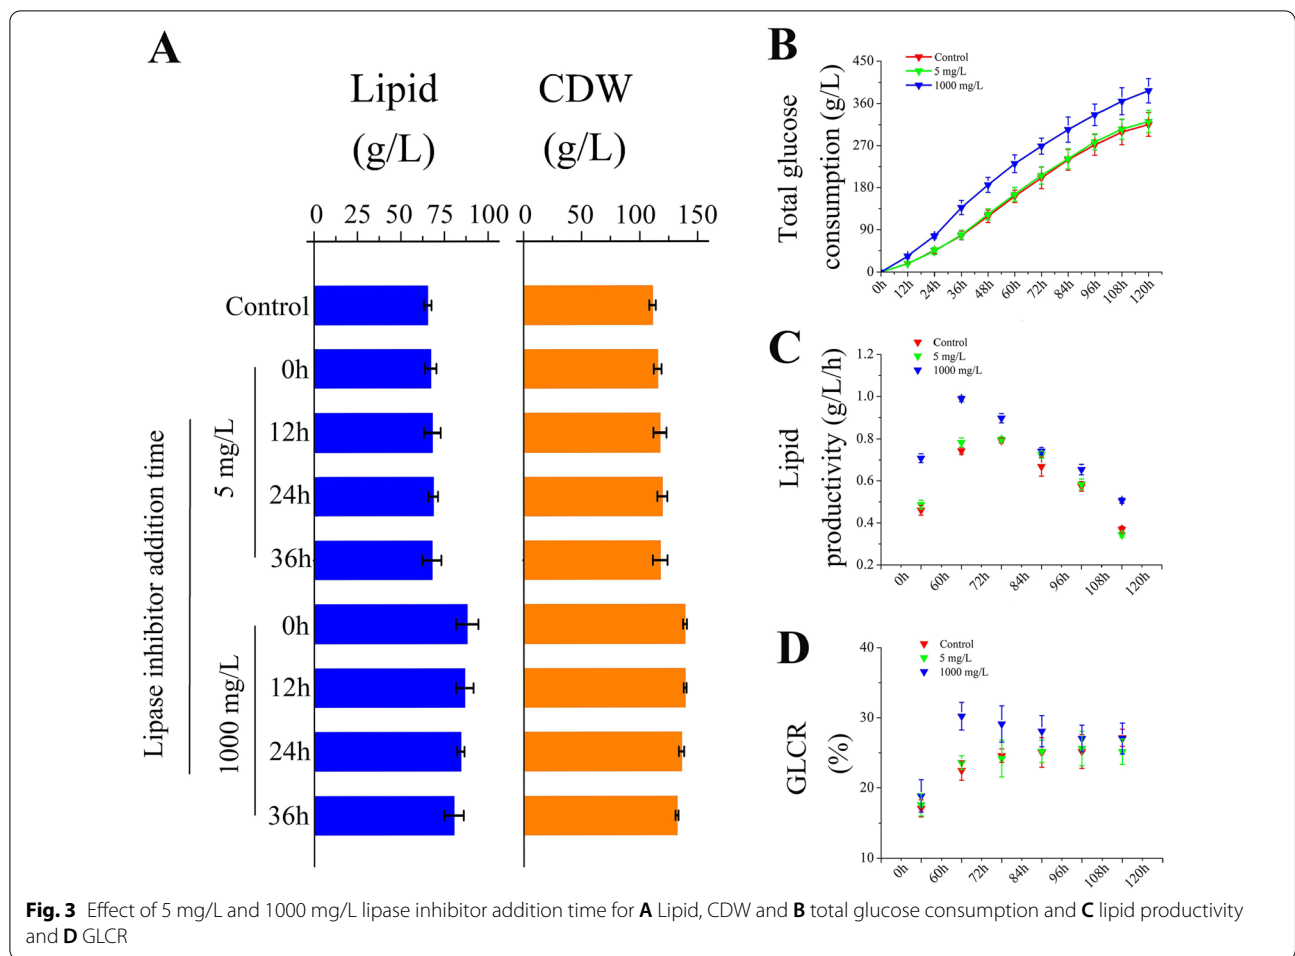 A
Lipid
(g/L)
CDW
(g/L)
0 25 50 75 100
0 50 100 150
Control
0h
12h
24h
36h
0h
12h
24h
36h
5 mg/L
1000 mg/L
Lipase inhibitor addition time
B
Control
5 mg/L
1000 mg/L
Total glucose
consumption (g/L)
450
360
270
180
90
0
0h 12h 24h 36h 48h 60h 72h 84h 96h 108h 120h
C
Control
5 mg/L
1000 mg/L
Lipid
productivity (g/L/h)
1.2
1.0
0.8
0.6
0.4
0.2
0h 60h 72h 84h 96h 108h 120h
D
Control
5 mg/L
1000 mg/L
GLCR
(%)
40
30
20
10
0h 60h 72h 84h 96h 108h 120h
Fig. 3 Effect of 5 mg/L and 1000 mg/L lipase inhibitor addition time for A Lipid, CDW and B total glucose consumption and C lipid productivity
and D GLCR